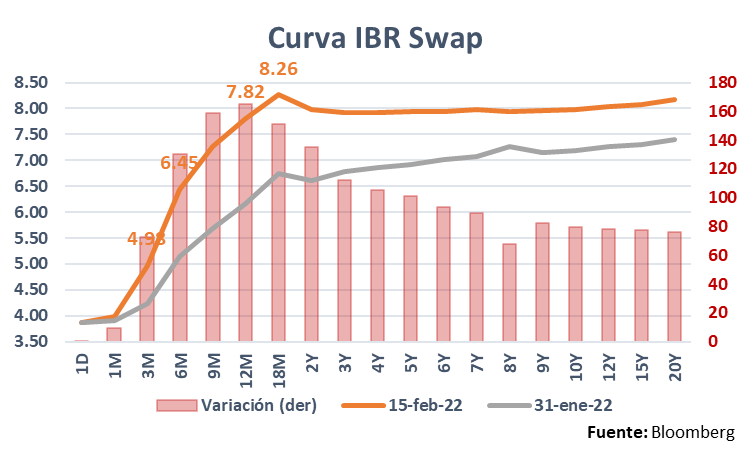 Curva IBR Swap
8.50
8.00
7.50
7.00
6.50
6.00
5.50
5.00
4.50
4.00
3.50
4.98
6.45
7.82
8.26
180
160
140
120
100
80
60
40
20
0
1D
1M
3M
6M
9M
12M
18M
2Y
3Y
4Y
5Y
6Y
7Y
8Y
9Y
10Y
12Y
15Y
20Y
Variación (der) 15-feb-22 31-ene-22
Fuente: Bloomberg